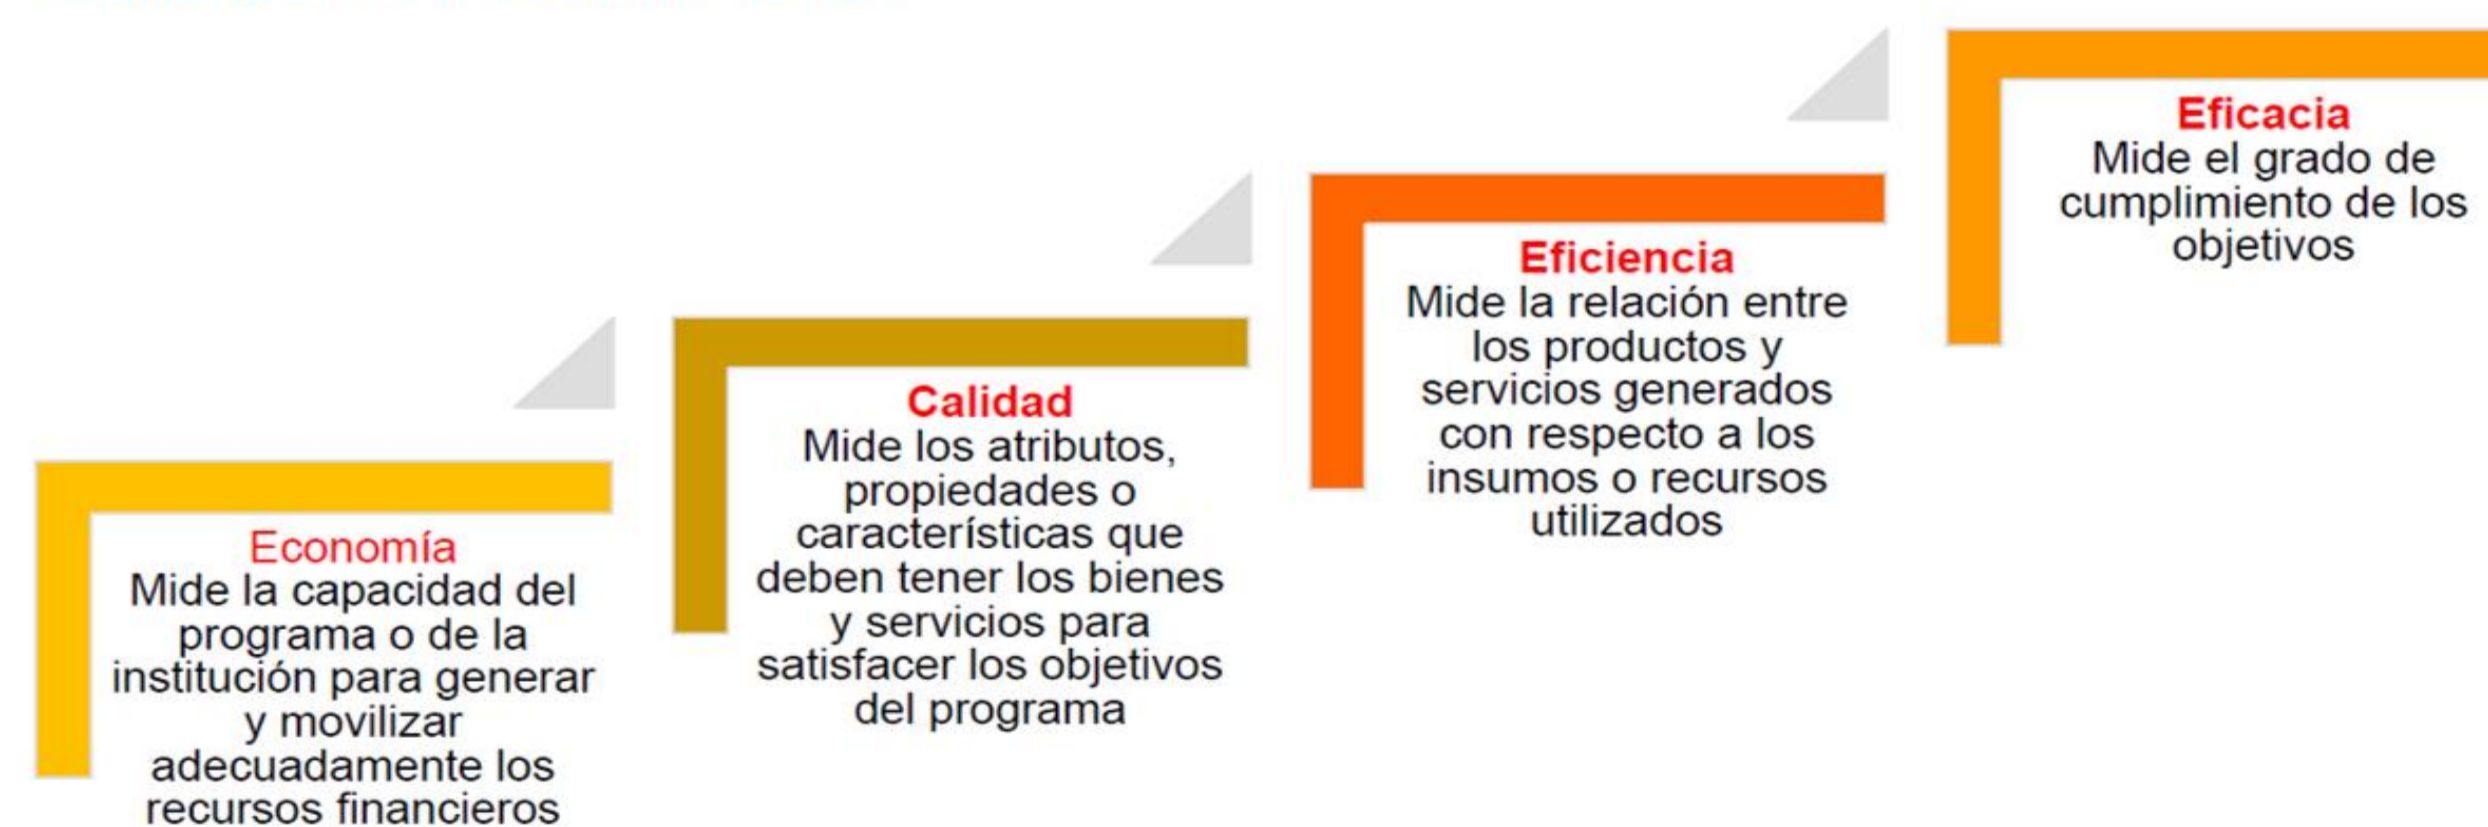 Economía
Mide la capacidad del
programa o de la
institución para generar
y movilizar
adecuadamente los
recursos financieros
Calidad
Mide los atributos,
propiedades o
características que
deben tener los bienes
y servicios para
satisfacer los objetivos
del programa
Eficiencia
Mide la relación entre
los productos y
servicios generados
con respecto a los
insumos o recursos
utilizados
Eficacia
Mide el grado de
cumplimiento de los
objetivos